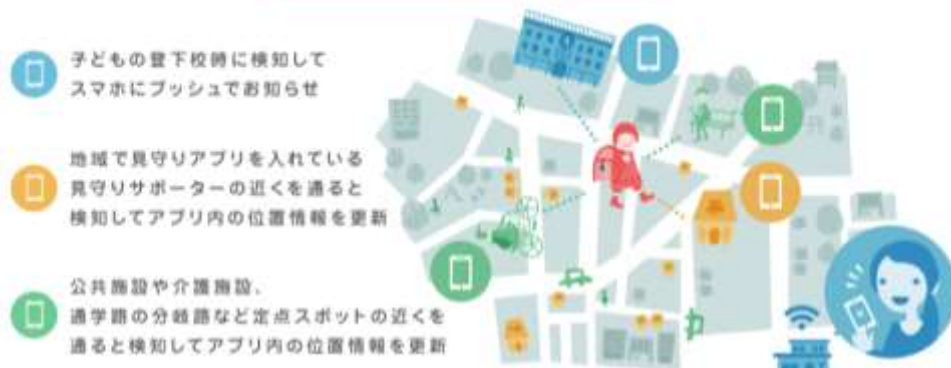 子どもの登下校時に検知して
スマホにプッシュでお知らせ
地域で見守りアプリを入れている
見守りサポーターの近くを通ると
検知してアプリ内の位置情報を更新
公共施設や介護施設、
通学路の分岐路など定点スポットの近くを
通ると検知してアプリ内の位置情報を更新